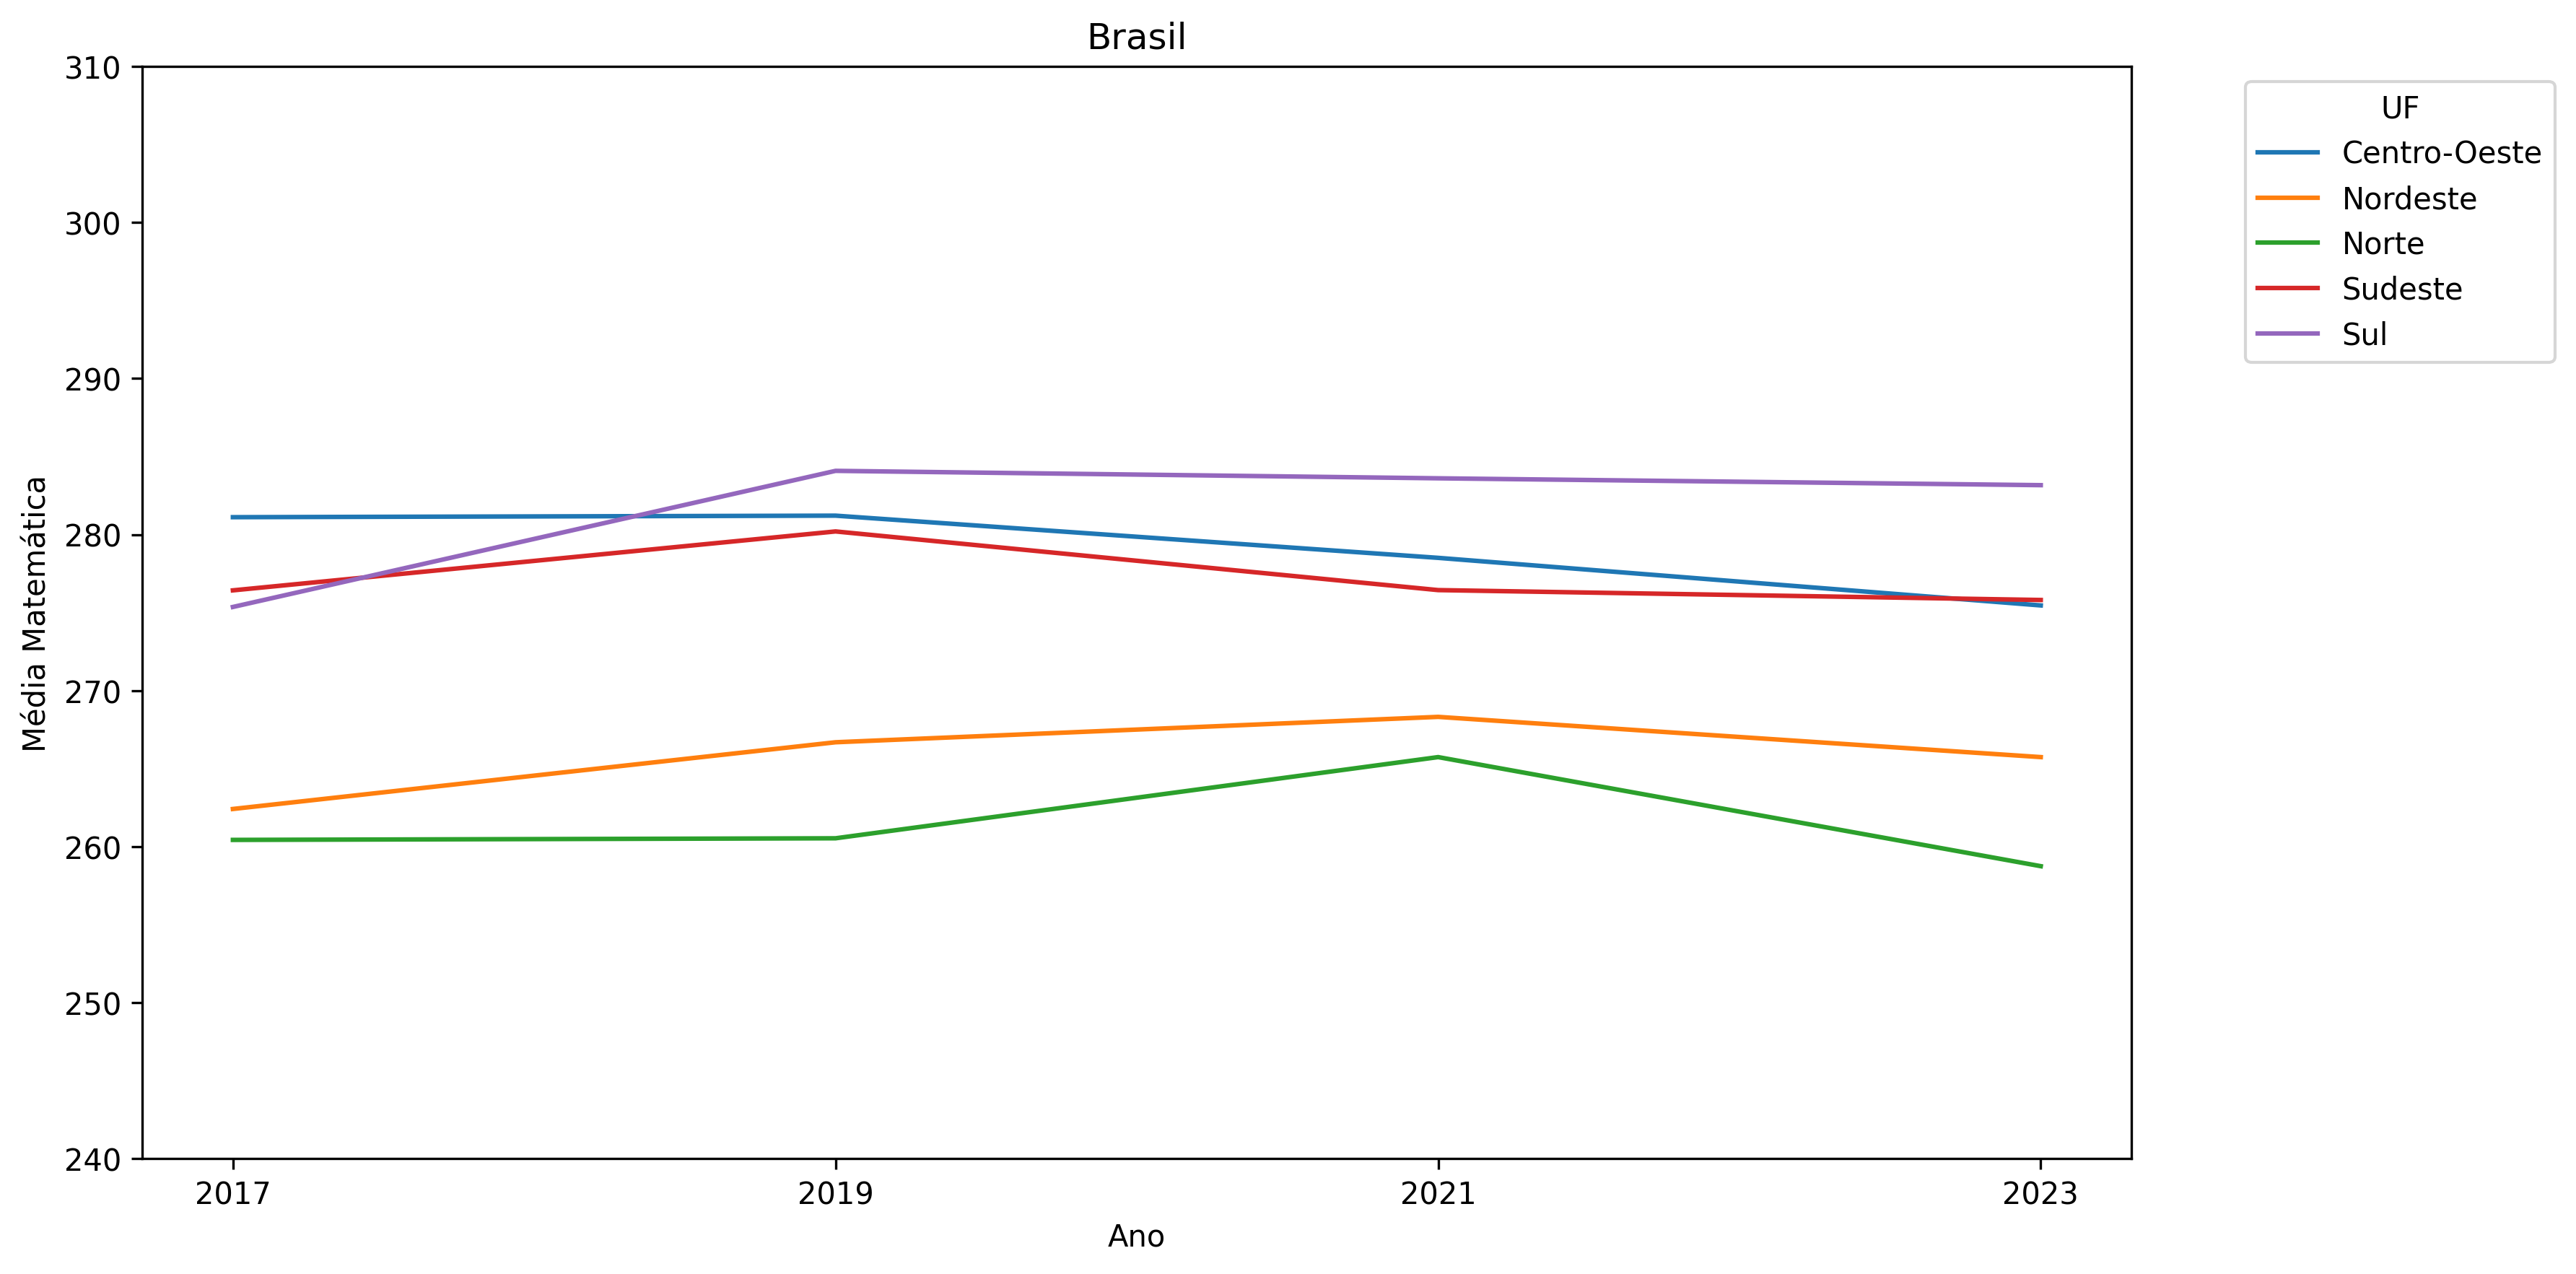 Brasil
310
300
290
280
270
260
250
240
Média Matemática
2017
2019
2021
2023
Ano
UF
Centro-Oeste
Nordeste
Norte
Sudeste
Sul